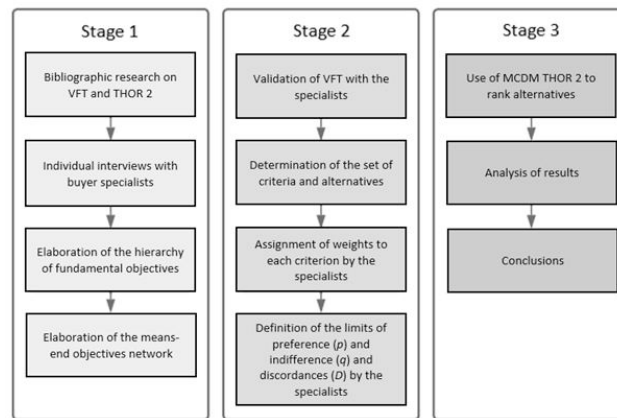 Stage 1
Bibliographic research on
VFT and THOR 2
Individual interviews with
buyer specialists
Elaboration of the hierarchy
of fundamental objectives
Elaboration of the means-
end objectives network
Stage 2
Validation of VFT with the
specialists
Determination of the set of
criteria and alternatives
Assignment of weights to
each criterion by the
specialists
Definition of the limits of
preference (p) and
indifference (q) and
discordances (D) by the
specialists
Stage 3
Use of MCDM THOR 2 to
rank alternatives
Analysis of results
Conclusions